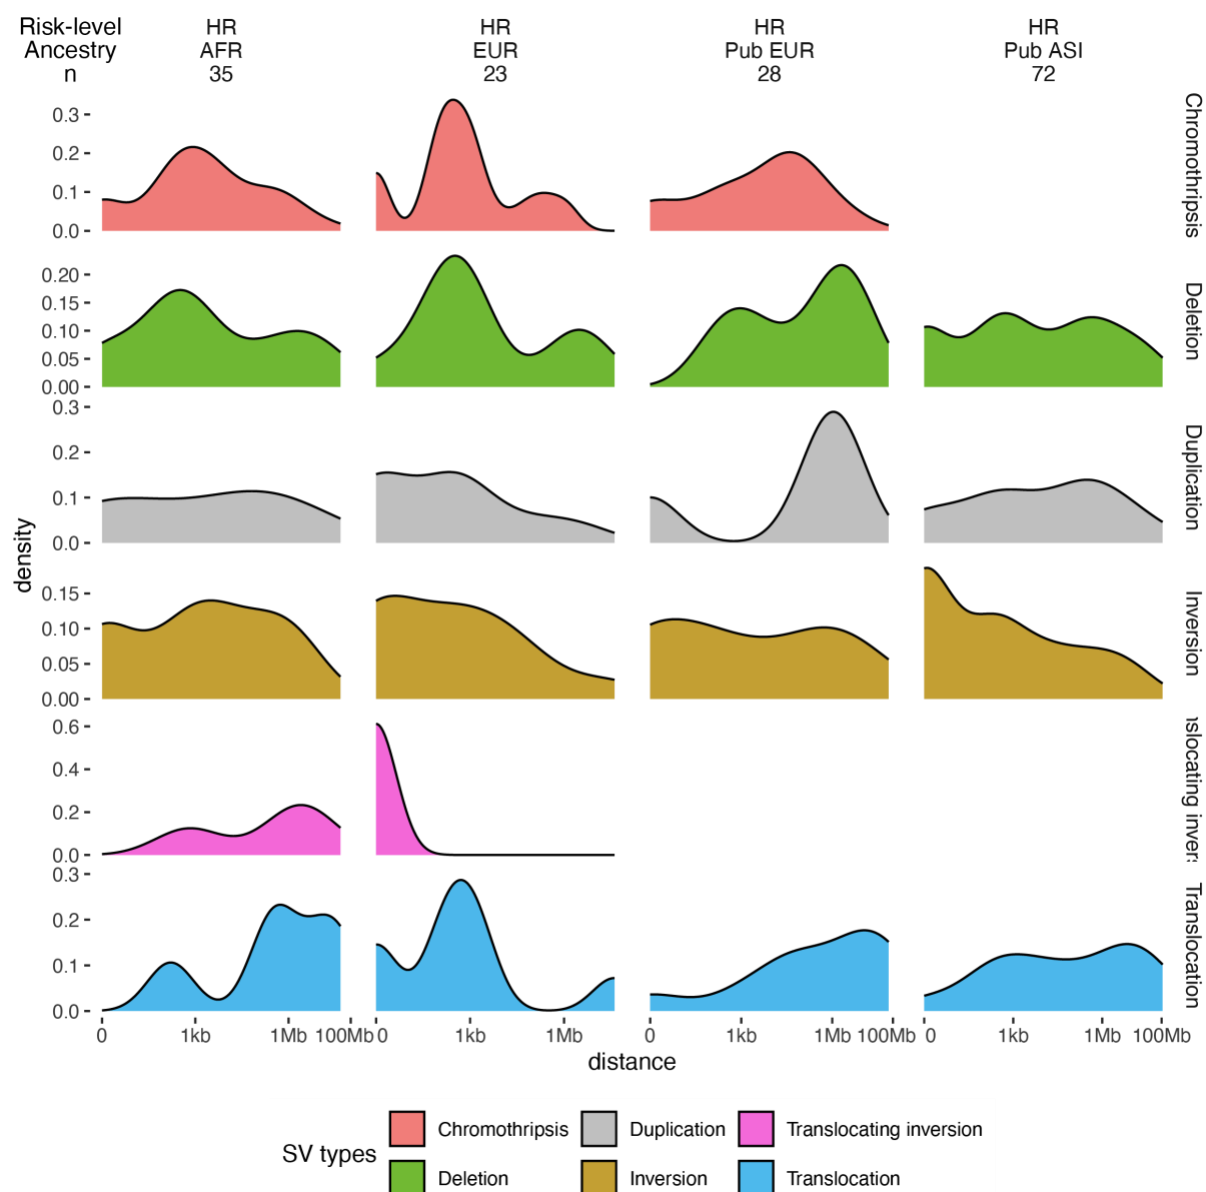 Risk-level HR HR HR HR
Ancestry AFR EUR Pub EUR Pub ASI
n 35 23 28 72
Chromothripsis
0.3
0.2
0.1
0.0
Deletion
0.20
0.15
0.10
0.05
0.00
Duplication
0.3
0.2
0.1
0.0
density
Inversion
0.15
0.10
0.05
0.00
slocating inver
0.6
0.4
0.2
0.0
Translocation
0.3
0.2
0.1
0.0
0 1kb 1Mb 100Mb 0 1kb 1Mb 0 1kb 1Mb 100Mb 0 1kb 1Mb 100Mb
distance
SV types
Chromothripsis Duplication Translocating inversion
Deletion Inversion Translocation